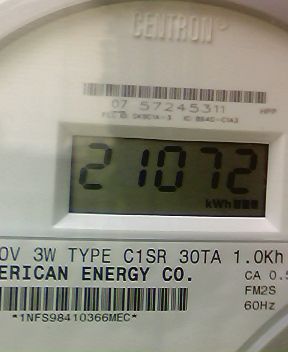 CENTRON
07 57245311 HPP
21072
kWh
0V 3W TYPE C1SR 30TA 1.0Kh
ERICAN ENERGY CO.
CA 0.5
FM2S
60Hz
*1NFS98410366MEC*